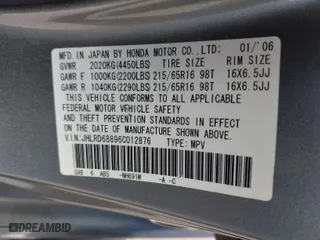 MFD. IN JAPAN BY HONDA MOTOR CO., LTD. 01/'06
GVWR 2020KG(4450LBS) TIRE SIZE RIM SIZE
GAWR F 1000KG(2200LBS) 215/65R16 98T 16X6.5JJ
GAWR R 1040KG(2290LBS) 215/65R16 98T 16X6.5JJ
THIS VEHICLE CONFORMS TO ALL APPLICABLE
FEDERAL MOTOR VEHICLE SAFETY, BUMPER, AND
THEFT PREVENTION STANDARDS IN EFFECT ON THE
DATE OF MANUFACTURE SHOWN ABOVE.
V.I.N: JHLRD68896C012876 TYPE: MPV
6 ABS -NH691M -A -C
DREAMBID